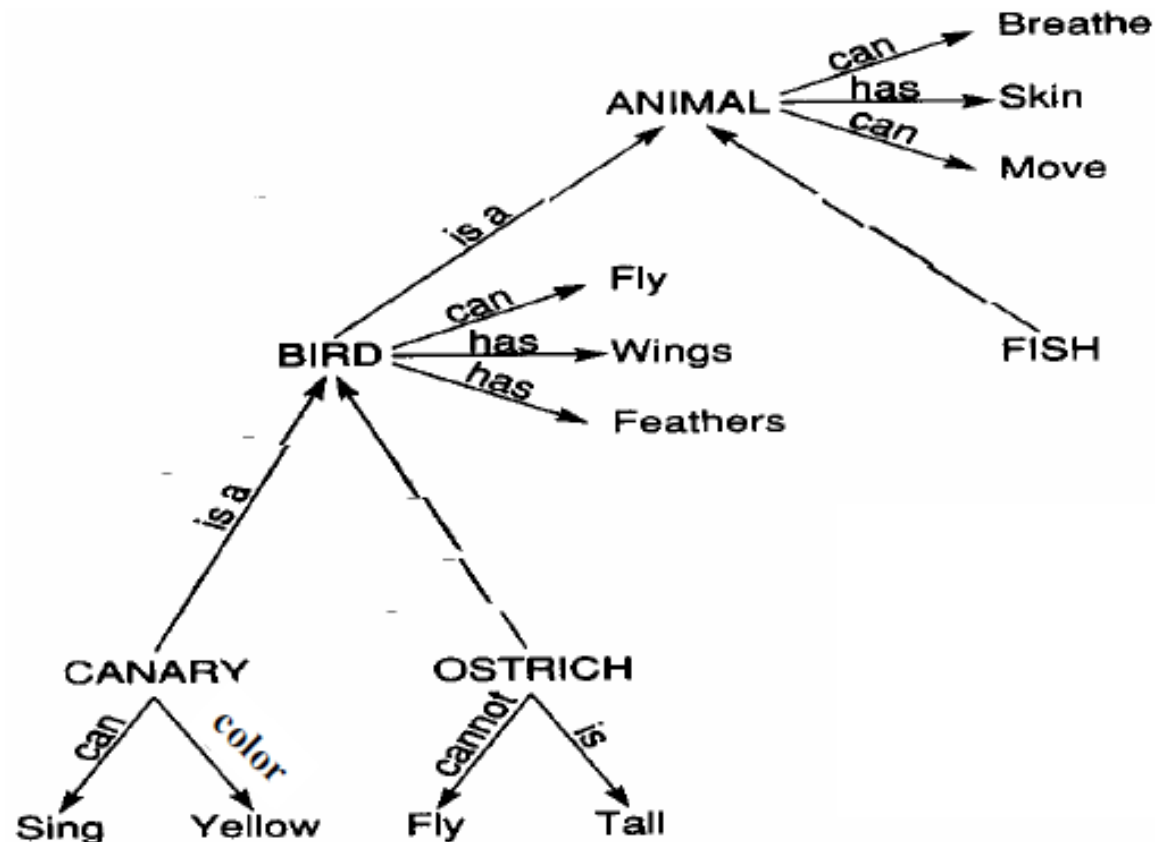 Breathe
can
ANIMAL
has
Skin
can
Move
is a
can
Fly
BIRD
has
Wings
has
Feathers
FISH
is a
CANARY
OSTRICH
can
color
cannot
is
Sing
Yellow
Fly
Tall